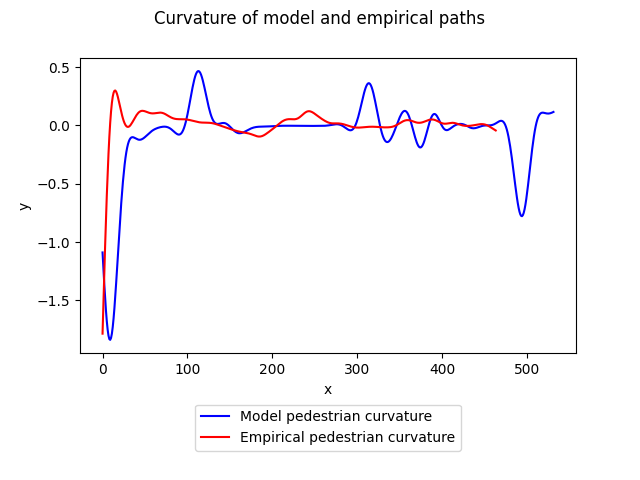 Curvature of model and empirical paths
0.5
0.0
−0.5
−1.0
−1.5
y
0 100 200 300 400 500
x
Model pedestrian curvature
Empirical pedestrian curvature